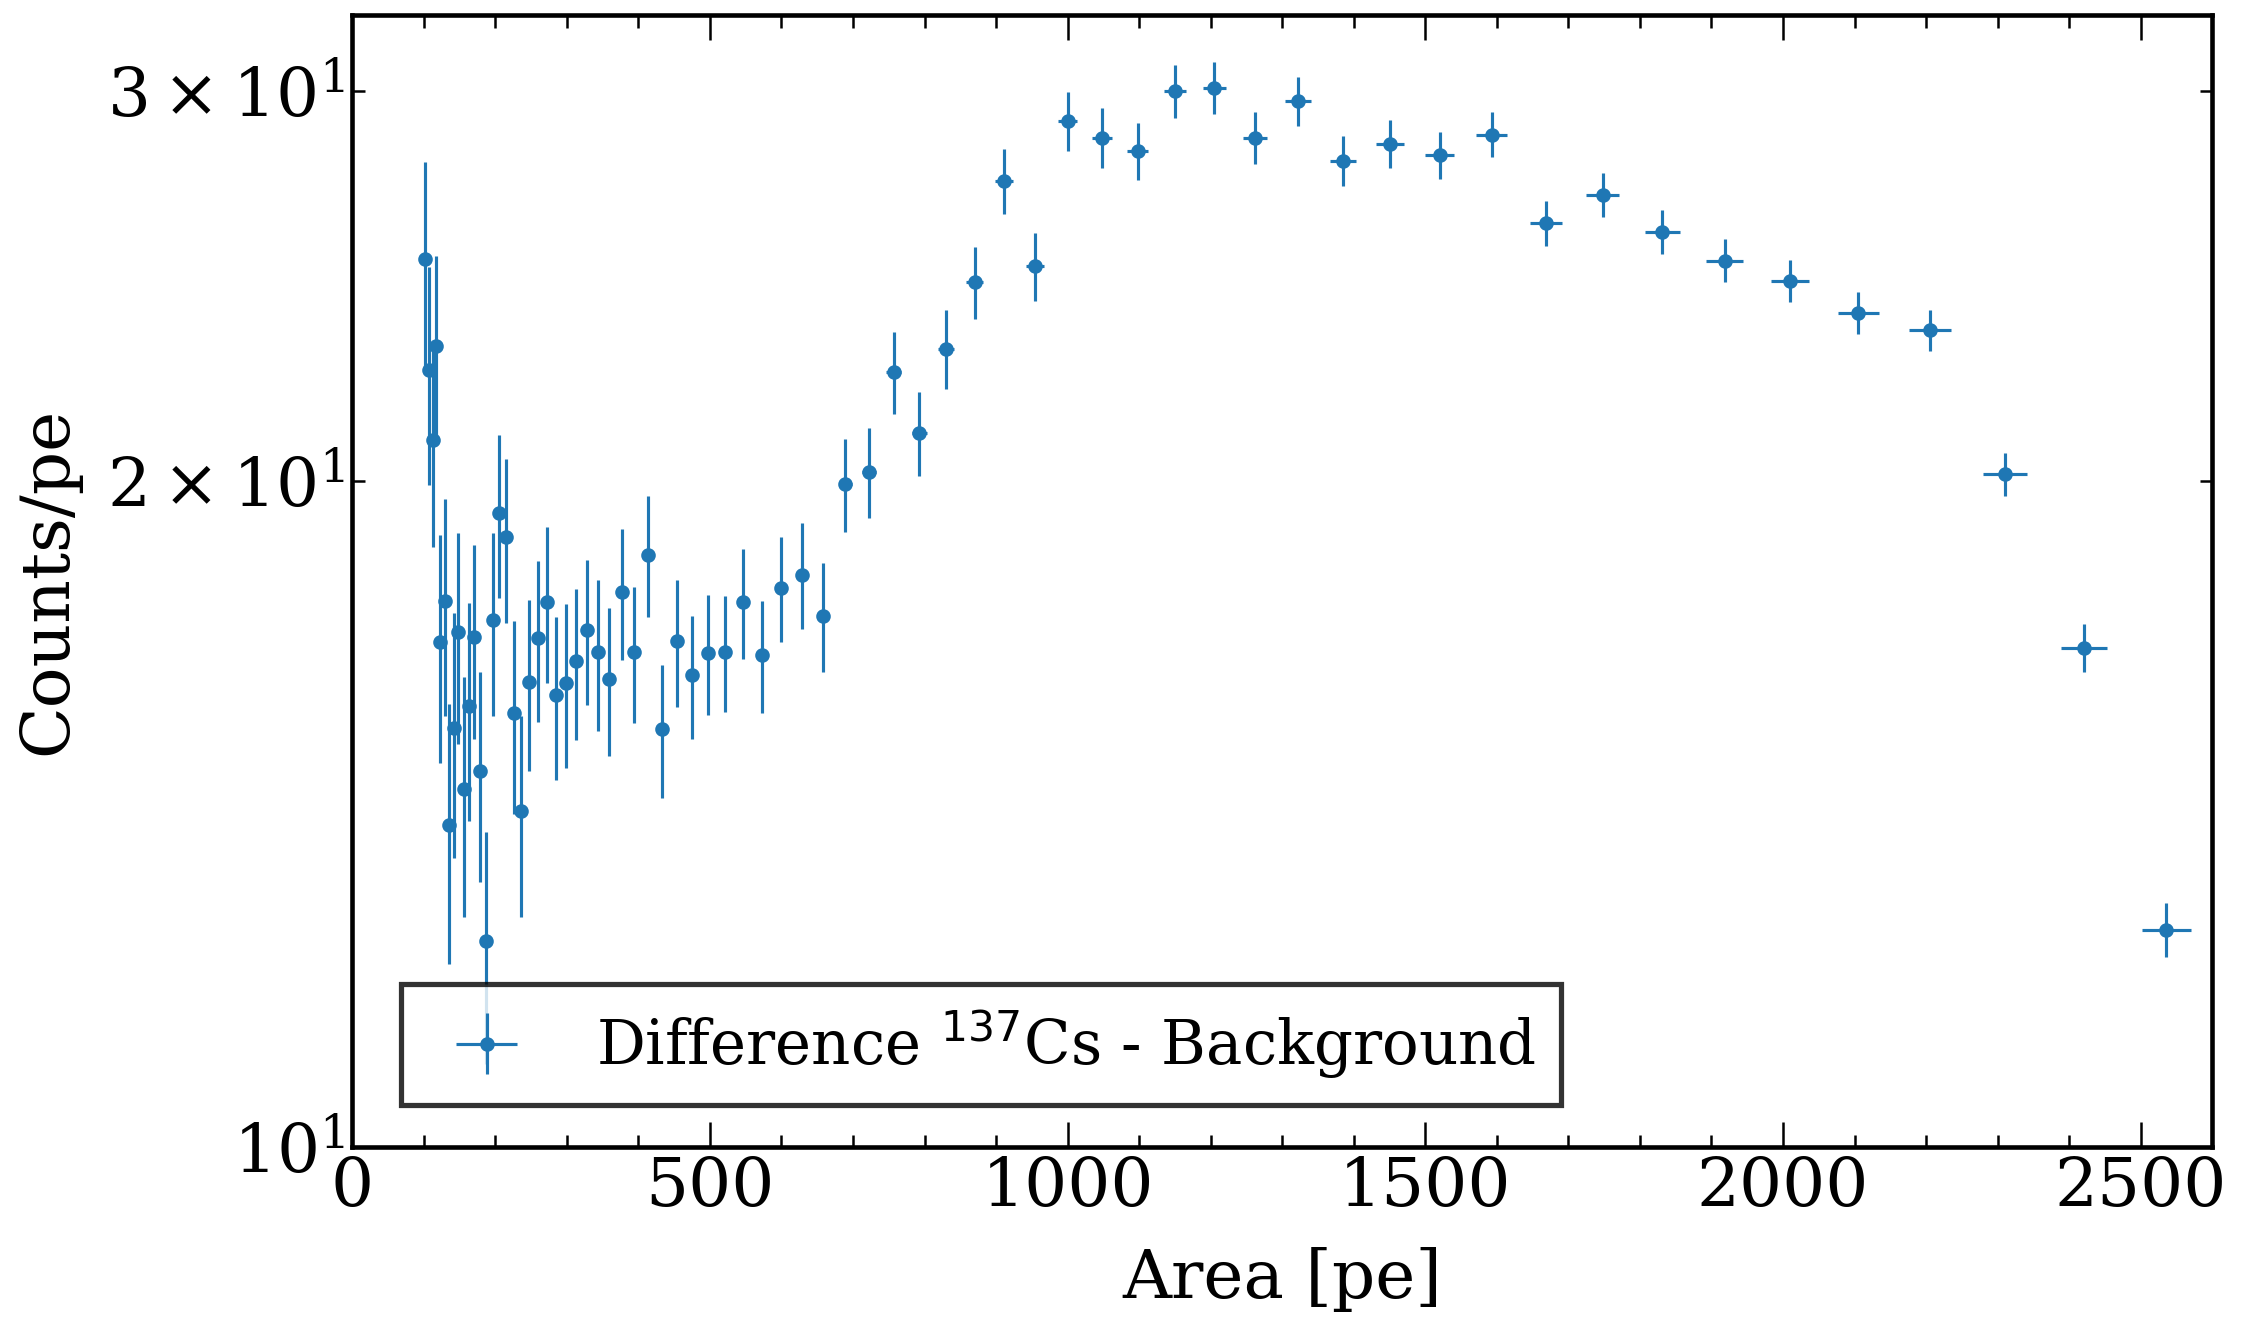 3 × 10¹
2 × 10¹
10¹
Counts/pe
Difference ¹³⁷Cs - Background
0 500 1000 1500 2000 2500
Area [pe]